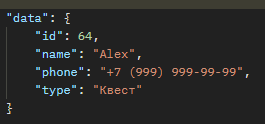 "data": {
"id": 64,
"name": "Alex",
"phone": "+7 (999) 999-99-99",
"type": "Квест"
}